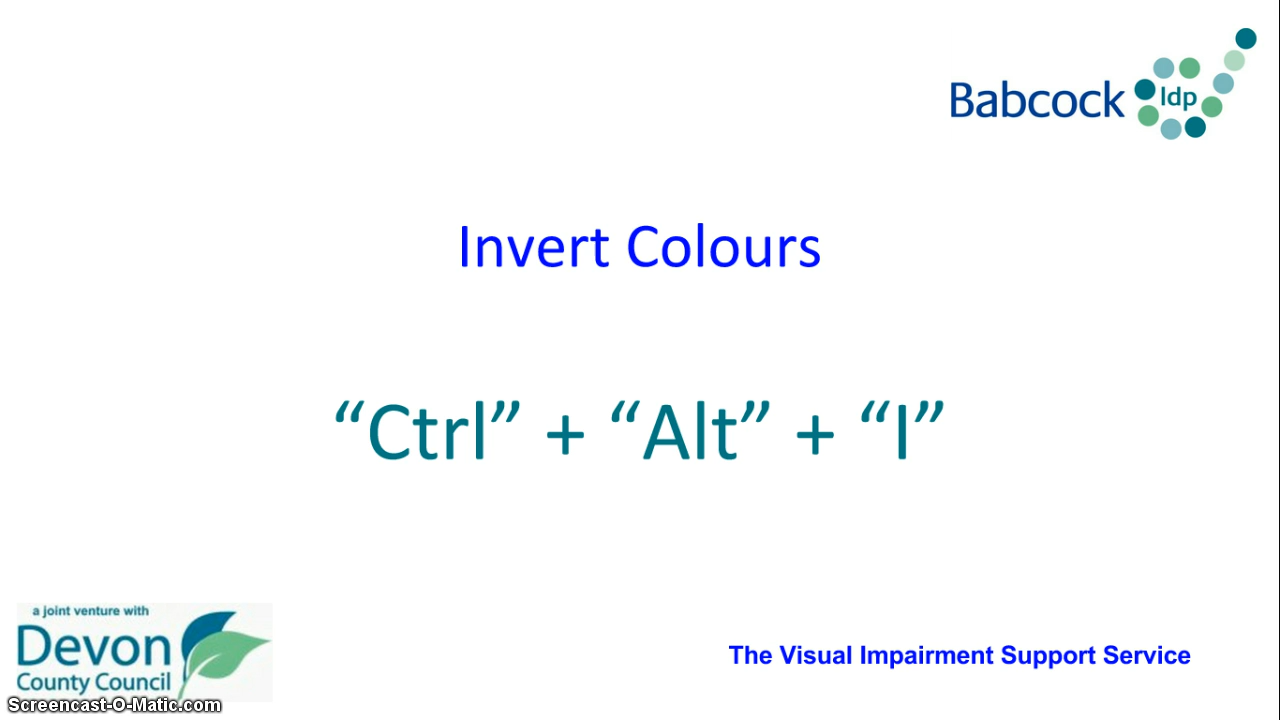 Babcock ldp
Invert Colours
“Ctrl” + “Alt” + “I”
a joint venture with
Devon
County Council
The Visual Impairment Support Service
Screencast-O-Matic.com